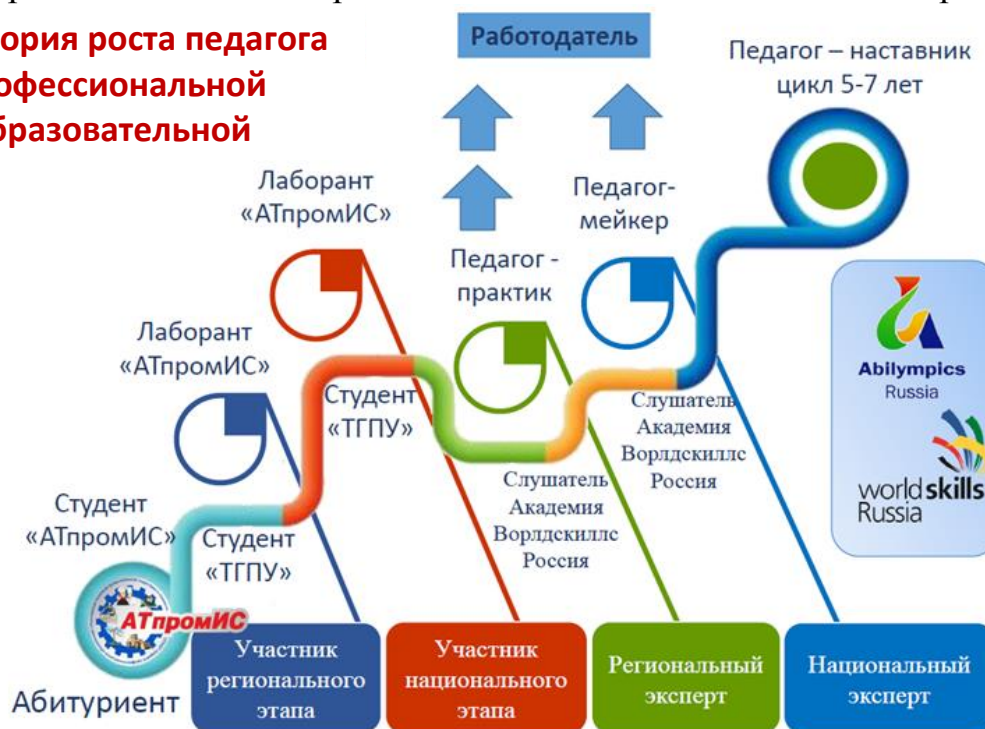 ория роста педагога
офессиональной
бразовательной
Работодатель
Педагог – наставник
цикл 5-7 лет
Лаборант
«АТпромИС»
Педагог-
мейкер
Педагог -
практик
Лаборант
«АТпромИС»
Студент
«ТГПУ»
Слушатель
Академия
Ворлдскиллс
Россия
Слушатель
Академия
Ворлдскиллс
Россия
Студент
«АТпромИС»
Студент
«ТГПУ»
Abilympics
Russia
worldskills
Russia
АТпромИС
Абитуриент
Участник
регионального
этапа
Участник
национального
этапа
Региональный
эксперт
Национальный
эксперт